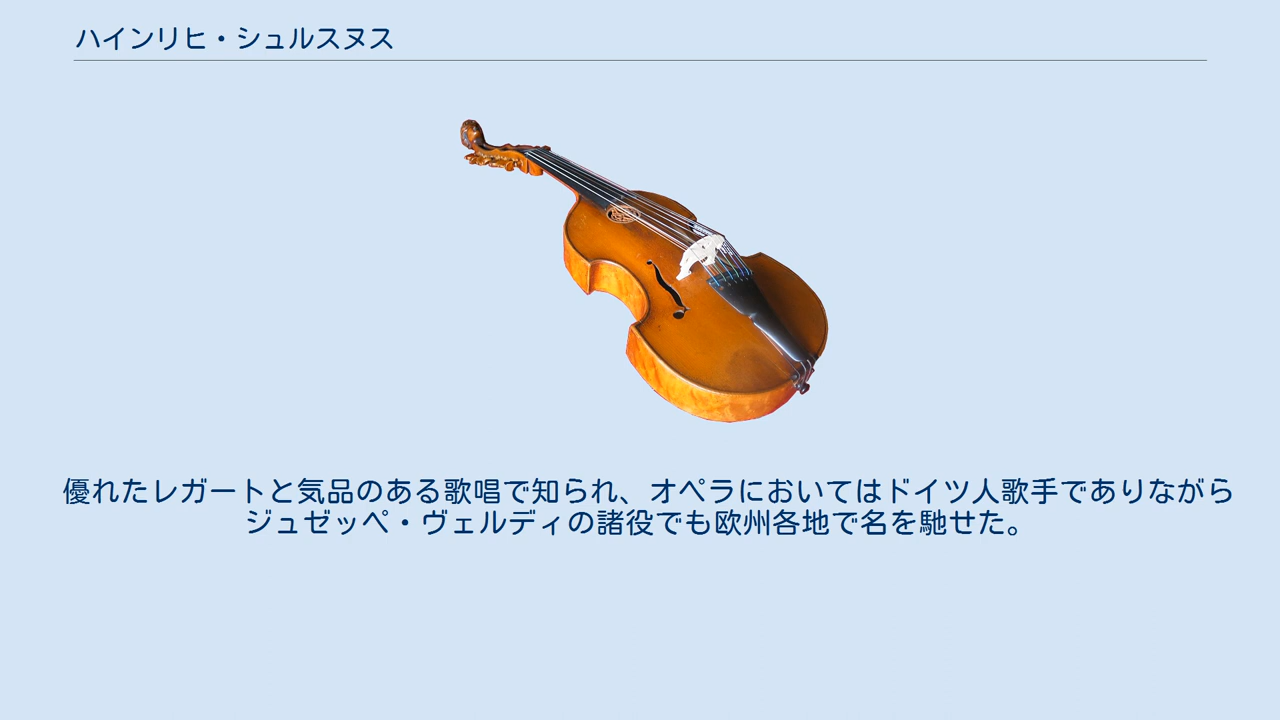 ハインリヒ・シュルスヌス
優れたレガートと気品のある歌唱で知られ、オペラにおいてはドイツ人歌手でありながら
ジュゼッペ・ヴェルディの諸役でも欧州各地で名を馳せた。